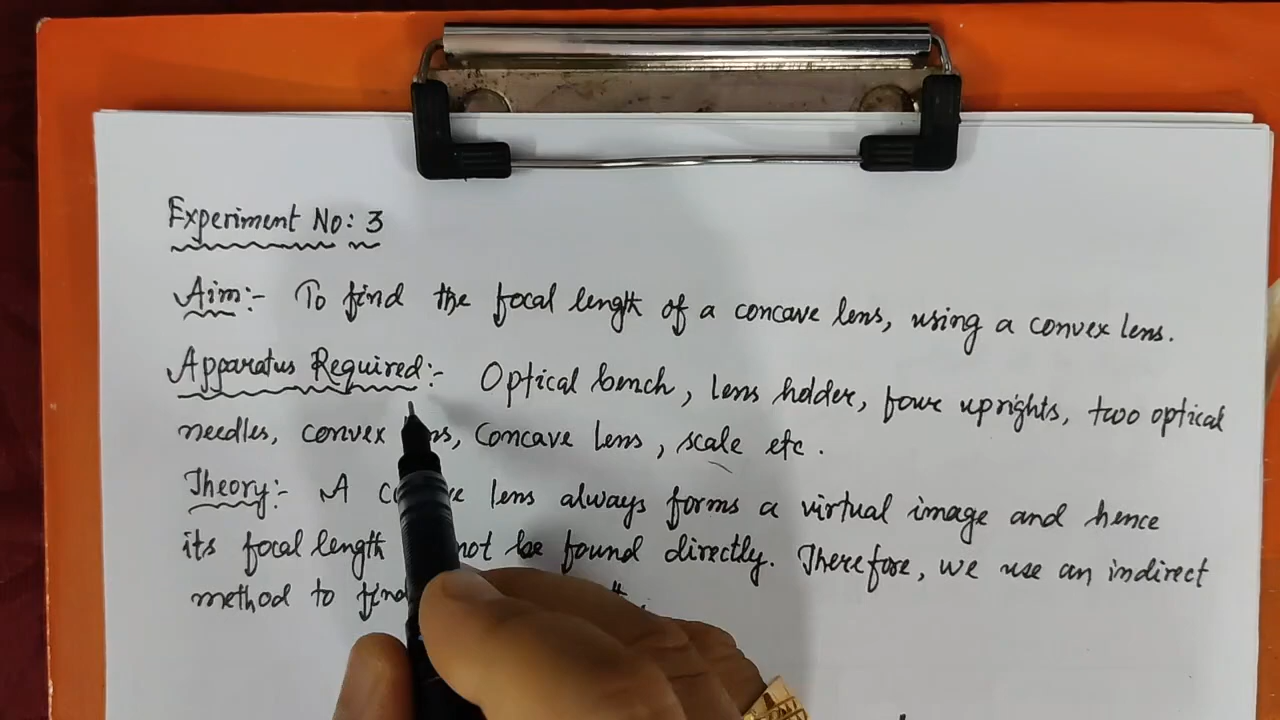 Experiment No: 3
Aim:- To find the focal length of a concave lens, using a convex lens.
Apparatus Required:- Optical bench, lens holder, four uprights, two optical
needles, convex lens, Concave lens, scale etc.
Theory:- A lens always forms a virtual image and hence
its focal length not be found directly. Therefore, we use an indirect
method to find